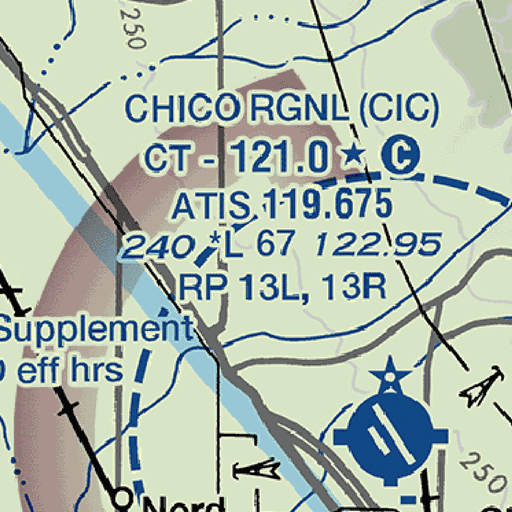 250
CHICO RGNL (CIC)
CT - 121.0 ★ C
ATIS 119.675
240 *L 67 122.95
RP 13L, 13R
Supplement
eff hrs
250
Nord